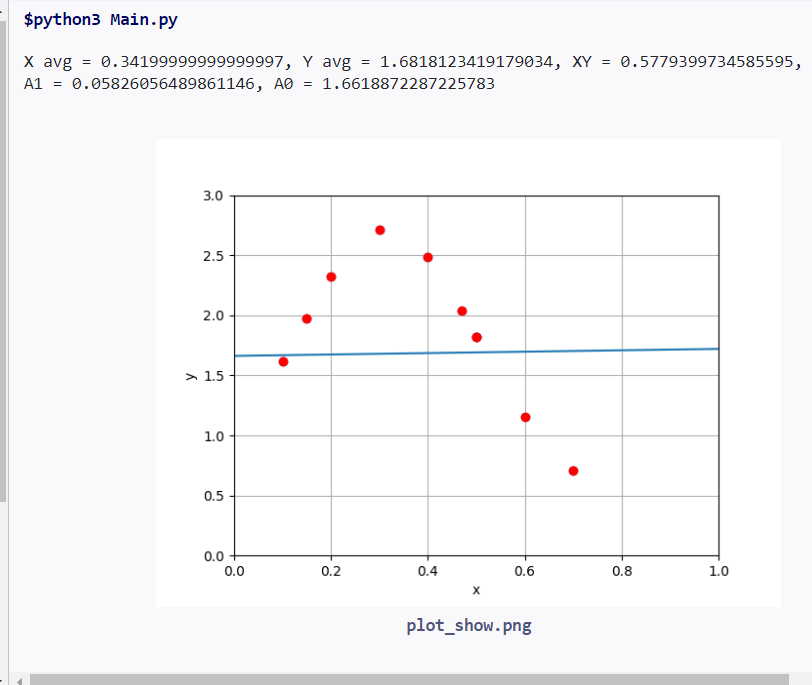 $python3 Main.py
X avg = 0.34199999999999997, Y avg = 1.6818123419179034, XY = 0.5779399734585595,
A1 = 0.05826056489861146, A0 = 1.6618872287225783
3.0
2.5
2.0
1.5
1.0
0.5
0.0
y
0.0 0.2 0.4 0.6 0.8 1.0
x
plot_show.png